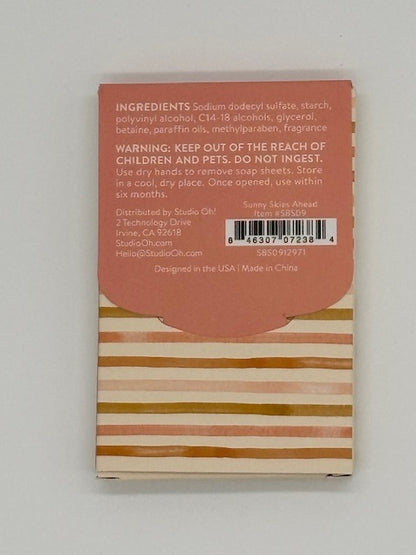 INGREDIENTS Sodium dodecyl sulfate, starch,
polyvinyl alcohol, C14-18 alcohols, glycerol,
betaine, paraffin oils, methylparaben, fragrance
WARNING: KEEP OUT OF THE REACH OF
CHILDREN AND PETS. DO NOT INGEST.
Use dry hands to remove soap sheets. Store
in a cool, dry place. Once opened, use within
six months.
Distributed by Studio Oh!
2 Technology Drive
Irvine, CA 92618
StudioOh.com
Hello@StudioOh.com
Sunny Skies Ahead
Item #SBS09
8 46307 07238 4
SBS0912971
Designed in the USA | Made in China